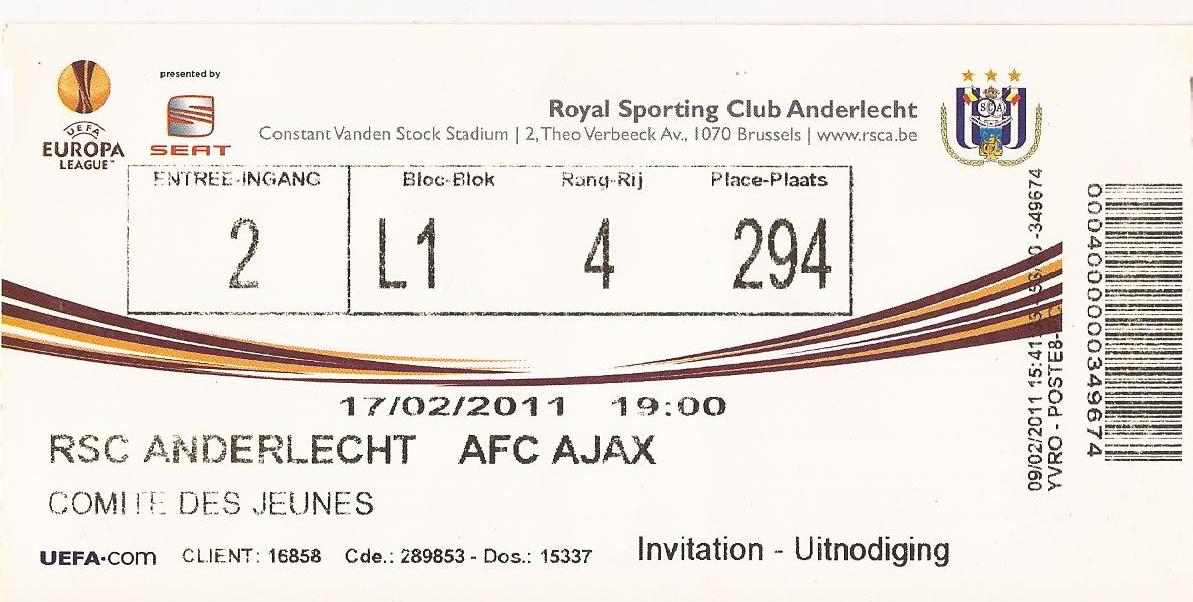 presented by
UEFA
EUROPA
LEAGUE™
SEAT
Royal Sporting Club Anderlecht
Constant Vanden Stock Stadium | 2, Theo Verbeeck Av., 1070 Brussels | www.rsca.be
SCA
ENTREE-INGANG Bloc-Blok Rang-Rij Place-Plaats
2 L1 4 294
17/02/2011 19:00
RSC ANDERLECHT AFC AJAX
COMITE DES JEUNES
UEFA.com CLIENT: 16858 Cde.: 289853 - Dos.: 15337 Invitation - Uitnodiging
09/02/2011 15:41 -349674
YVRO - POSTE8-
0004000000349674